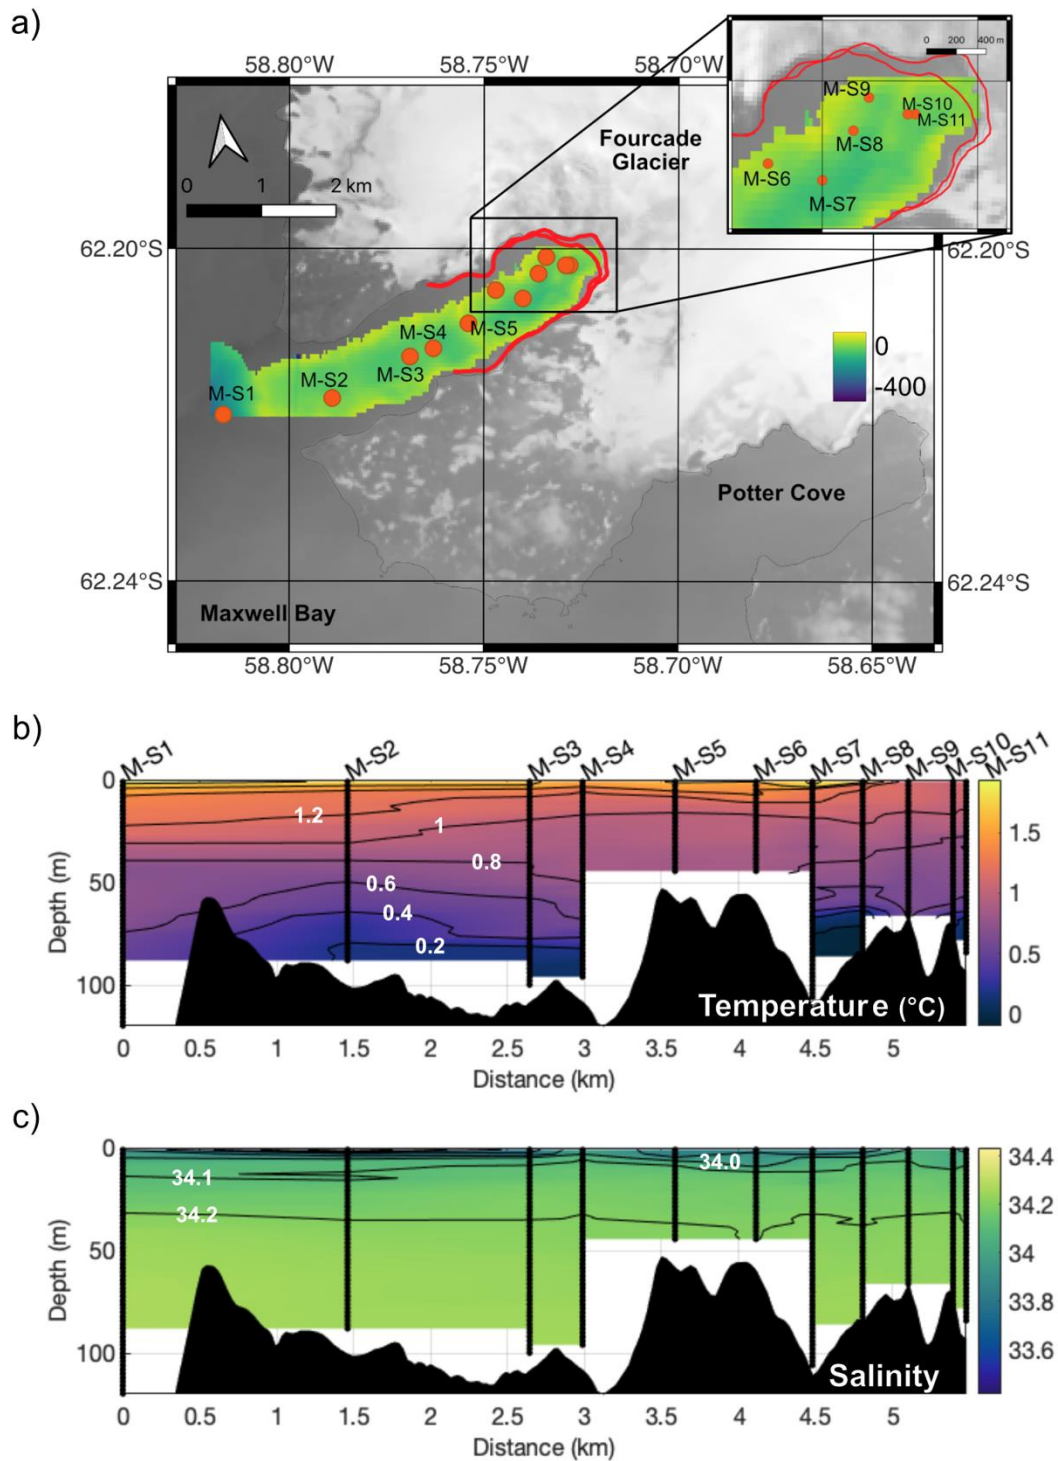 a)
58.80°W 58.75°W 58.70°W
0 200 400 m
M-S9
M-S10
M-S11
M-S8
M-S6
M-S7
Fourcade
Glacier
0 1 2 km
62.20°S 62.20°S
M-S4
M-S5
M-S3
M-S2
M-S1
0
-400
Potter Cove
62.24°S 62.24°S
Maxwell Bay
58.80°W 58.75°W 58.70°W 58.65°W
b)
M-S1 M-S2 M-S3 M-S4 M-S5 M-S6 M-S7 M-S8 M-S9 M-S10 M-S11
0
50
100
Depth (m)
1.2
1
0.8
0.6
0.4
0.2
Temperature (°C)
1.5
1
0.5
0
0 0.5 1 1.5 2 2.5 3 3.5 4 4.5 5
Distance (km)
c)
0
50
100
Depth (m)
34.1
34.2
34.0
Salinity
34.4
34.2
34
33.8
33.6
0 0.5 1 1.5 2 2.5 3 3.5 4 4.5 5
Distance (km)